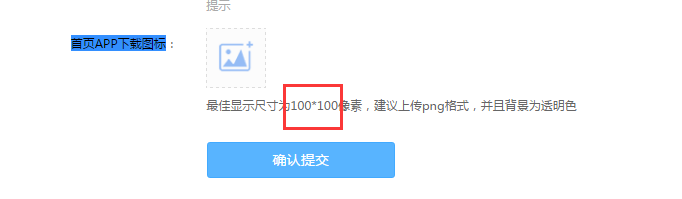 提示
首页APP下载图标：
最佳显示尺寸为100*100像素，建议上传png格式，并且背景为透明色
确认提交